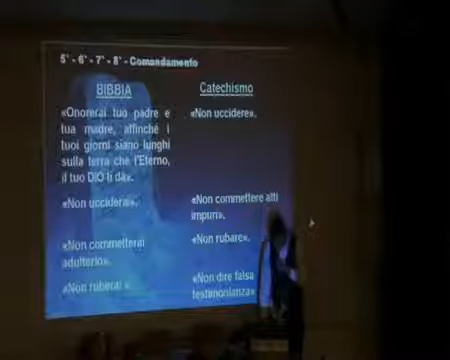 5° - 6° - 7° - 8° - Comandamento
BIBBIA
«Onorerai tuo padre e
tua madre, affinché i
tuoi giorni siano lunghi
sulla terra che l'Eterno,
il tuo DIO ti dà».
«Non ucciderai».
«Non commetterai
adulterio».
«Non ruberai».
Catechismo
«Non uccidere».
«Non commettere atti
impuri».
«Non rubare».
«Non dire falsa
testimonianza»